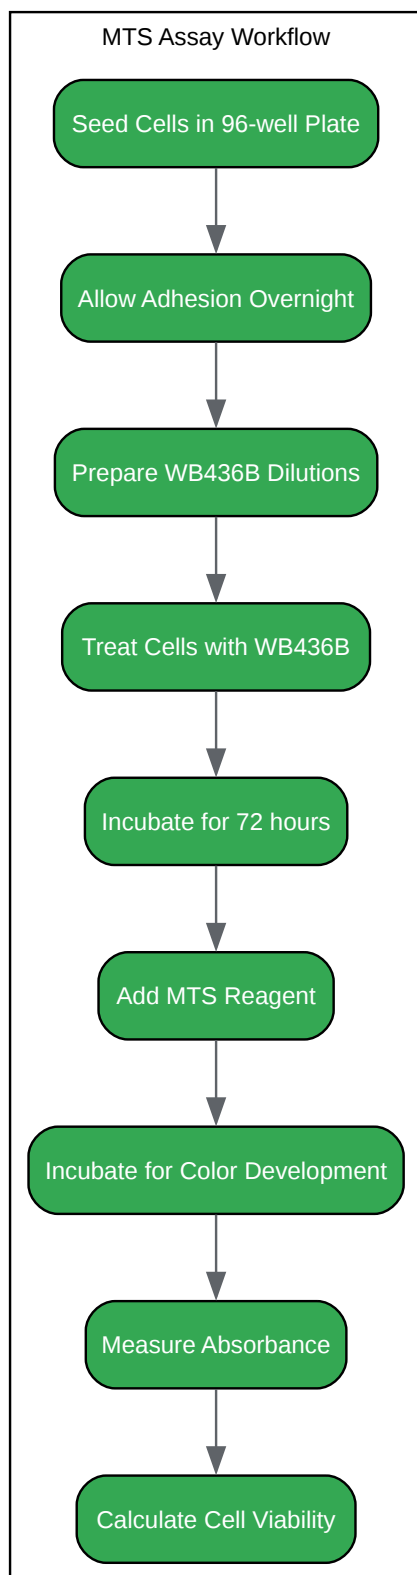 MTS Assay Workflow
Seed Cells in 96-well Plate
Allow Adhesion Overnight
Prepare WB436B Dilutions
Treat Cells with WB436B
Incubate for 72 hours
Add MTS Reagent
Incubate for Color Development
Measure Absorbance
Calculate Cell Viability